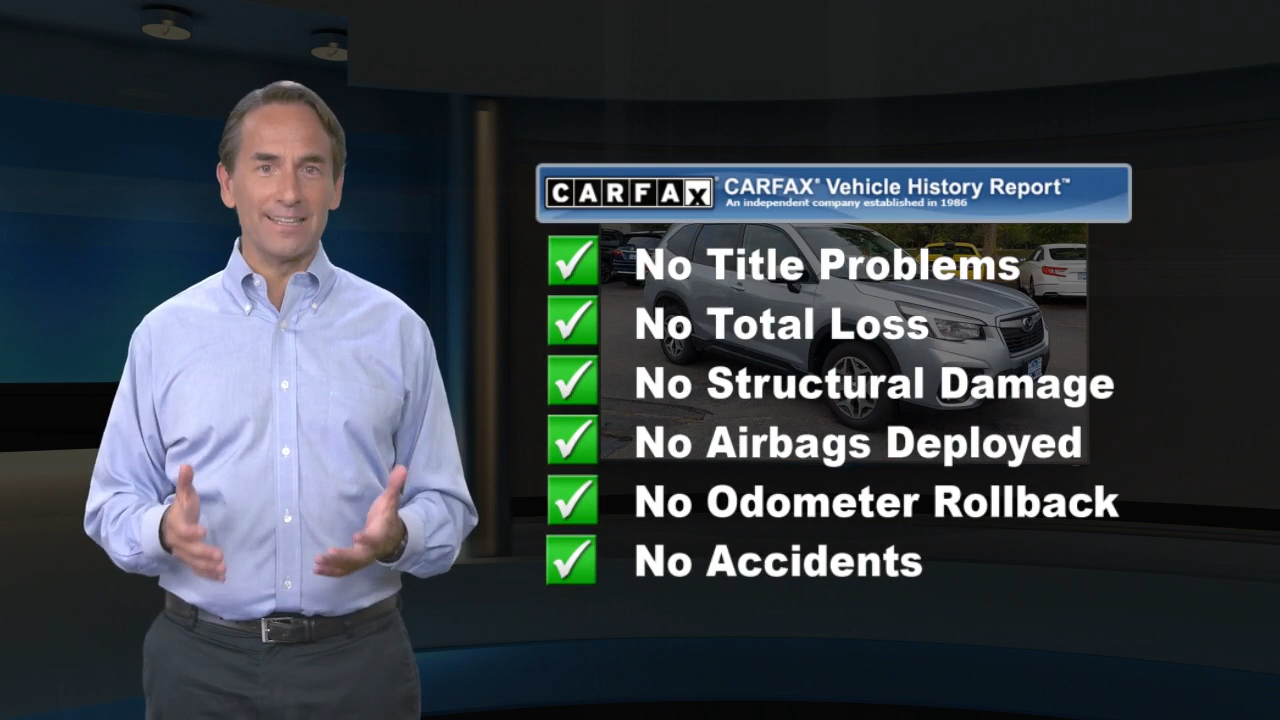 CARFAX® CARFAX® Vehicle History Report™
An independent company established in 1986
No Title Problems
No Total Loss
No Structural Damage
No Airbags Deployed
No Odometer Rollback
No Accidents